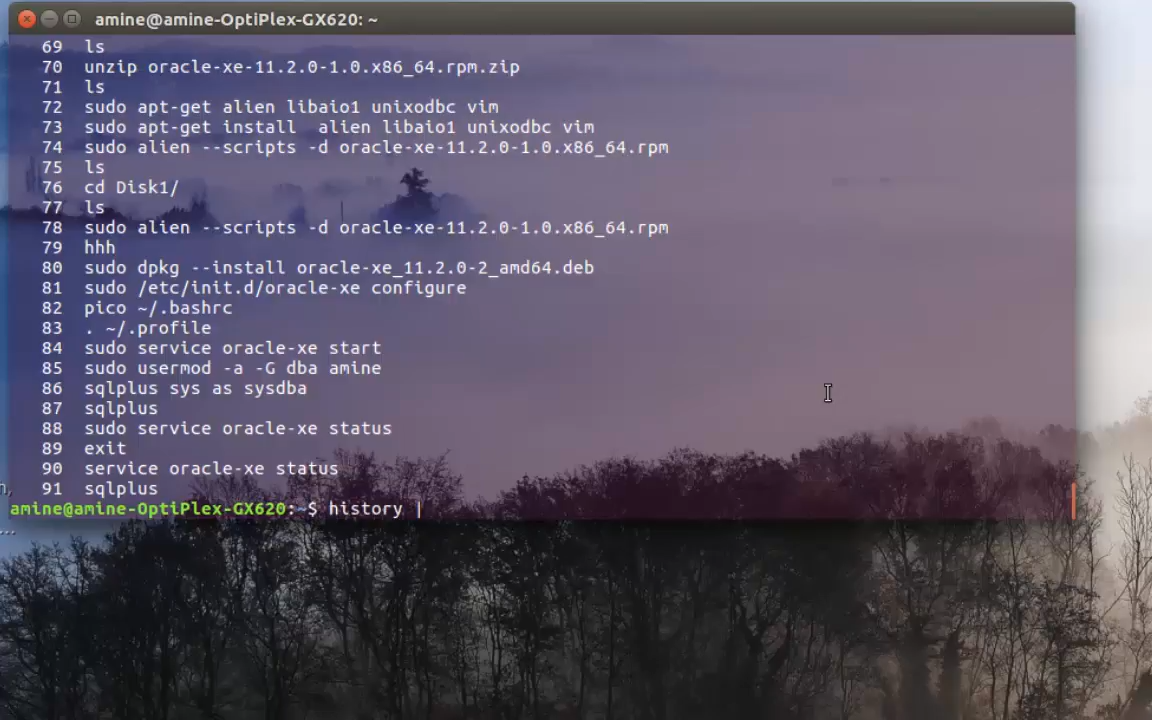 amine@amine-OptiPlex-GX620: ~
69 ls
70 unzip oracle-xe-11.2.0-1.0.x86_64.rpm.zip
71 ls
72 sudo apt-get alien libaio1 unixodbc vim
73 sudo apt-get install  alien libaio1 unixodbc vim
74 sudo alien --scripts -d oracle-xe-11.2.0-1.0.x86_64.rpm
75 ls
76 cd Disk1/
77 ls
78 sudo alien --scripts -d oracle-xe-11.2.0-1.0.x86_64.rpm
79 hhh
80 sudo dpkg --install oracle-xe_11.2.0-2_amd64.deb
81 sudo /etc/init.d/oracle-xe configure
82 pico ~/.bashrc
83 . ~/.profile
84 sudo service oracle-xe start
85 sudo usermod -a -G dba amine
86 sqlplus sys as sysdba
87 sqlplus
88 sudo service oracle-xe status
89 exit
90 service oracle-xe status
91 sqlplus
amine@amine-OptiPlex-GX620:~$ history |